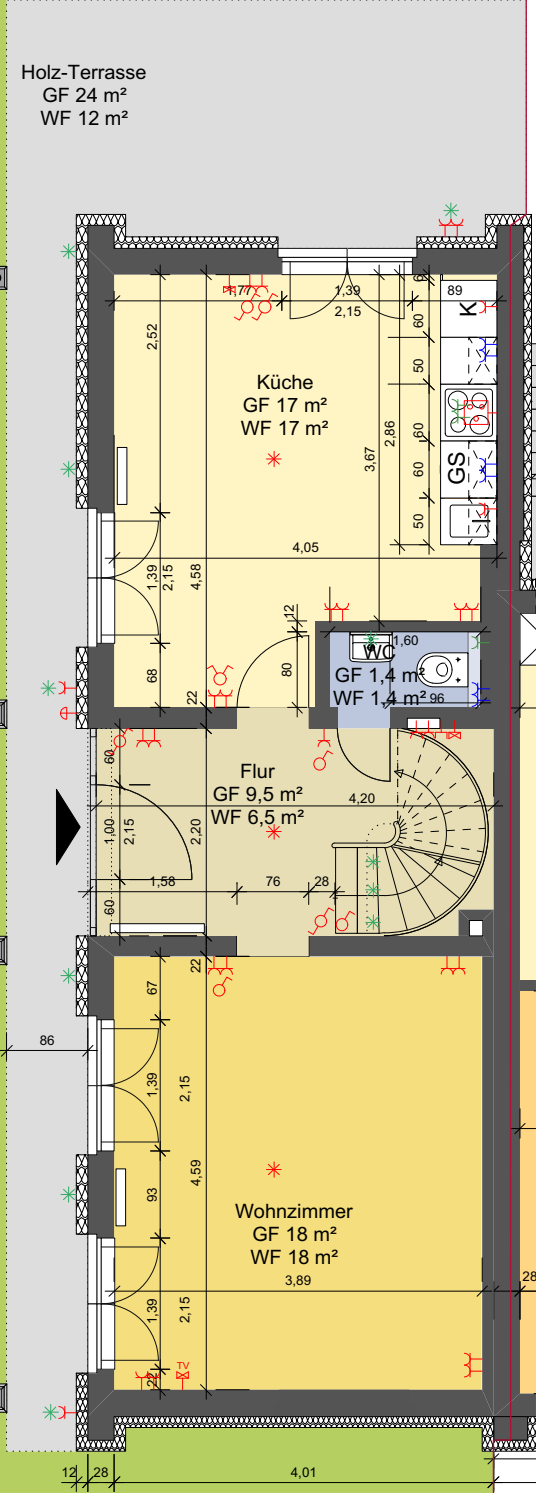 Holz-Terrasse
GF 24 m²
WF 12 m²
1,77
1,39
2,15
89
6
K
60
2,52
50
Küche
GF 17 m²
WF 17 m²
2,86
3,67
60
GS
60
50
4,05
1,39
2,15
4,58
12
1,60
WC
GF 1,4 m²
WF 1,4 m²
96
80
68
22
60
Flur
GF 9,5 m²
WF 6,5 m²
4,20
1,00
2,15
2,20
1,58
76
28
60
22
67
86
1,39
2,15
4,59
93
Wohnzimmer
GF 18 m²
WF 18 m²
3,89
28
1,39
2,15
TV
22
12
28
4,01